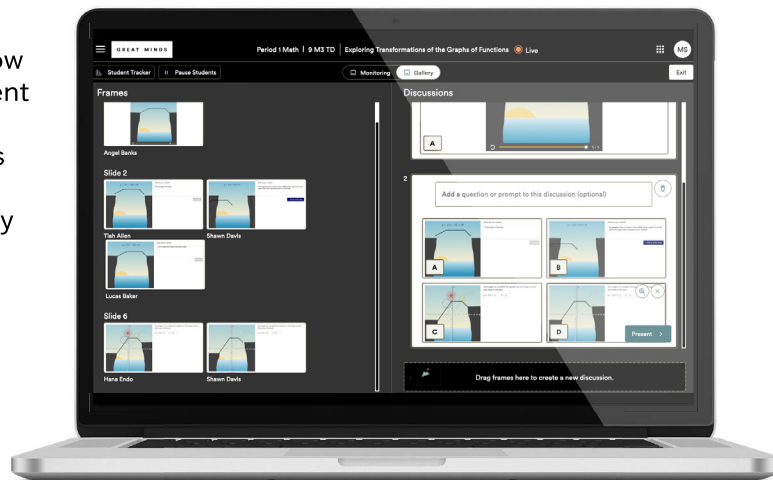 ow
ent
s
y
GREAT MINDS
Period 1 Math | 9 M3 TD | Exploring Transformations of the Graphs of Functions Live
MS
Student Tracker
Pause Students
Monitoring
Gallery
Exit
Frames
Angel Banks
Slide 2
Tiah Allen
Shawn Davis
Lucas Baker
Slide 6
Hana Endo
Shawn Davis
Discussions
A
5 / 5
2
Add a question or prompt to this discussion (optional)
A
B
C
D
Present >
Drag frames here to create a new discussion.